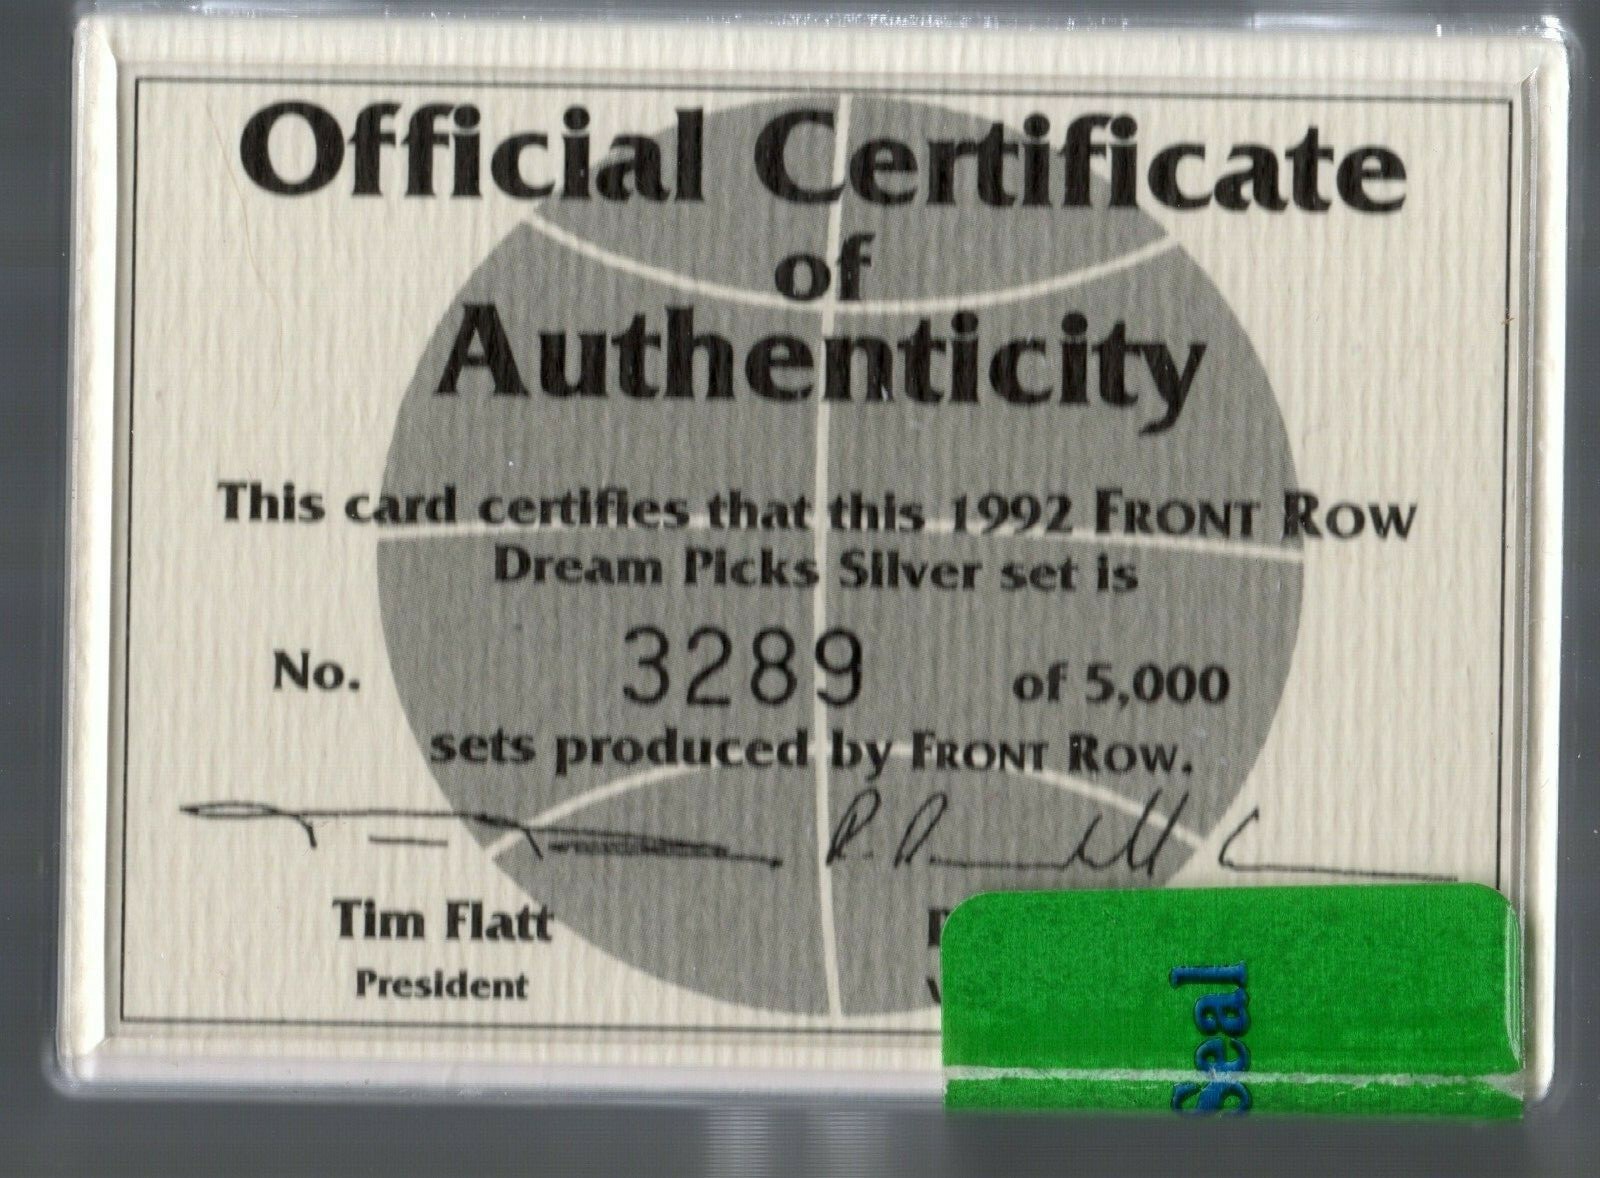 Official Certificate
of
Authenticity
This card certifies that this 1992 FRONT ROW
Dream Picks Silver set is
No. 3289 of 5,000
sets produced by FRONT ROW.
Tim Flatt
President
Seal